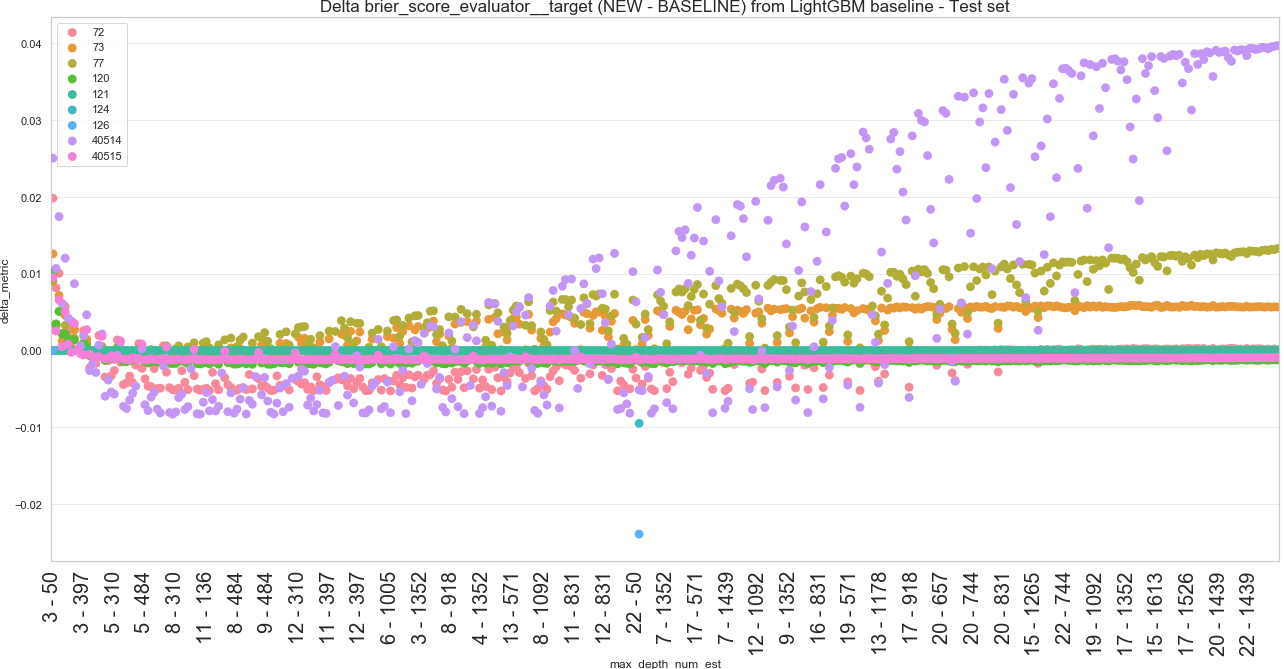 Delta brier_score_evaluator__target (NEW - BASELINE) from LightGBM baseline - Test set
72
73
77
120
121
124
126
40514
40515
delta_metric
0.04
0.03
0.02
0.01
0.00
−0.01
−0.02
3 - 50
3 - 397
5 - 310
5 - 484
8 - 310
11 - 136
8 - 484
9 - 484
12 - 310
11 - 397
12 - 397
6 - 1005
3 - 1352
8 - 918
4 - 1352
13 - 571
8 - 1092
11 - 831
12 - 831
22 - 50
7 - 1352
17 - 571
7 - 1439
12 - 1092
9 - 1352
16 - 831
19 - 571
13 - 1178
17 - 918
20 - 657
20 - 744
20 - 831
15 - 1265
22 - 744
19 - 1092
17 - 1352
15 - 1613
17 - 1526
20 - 1439
22 - 1439
max_depth_num_est